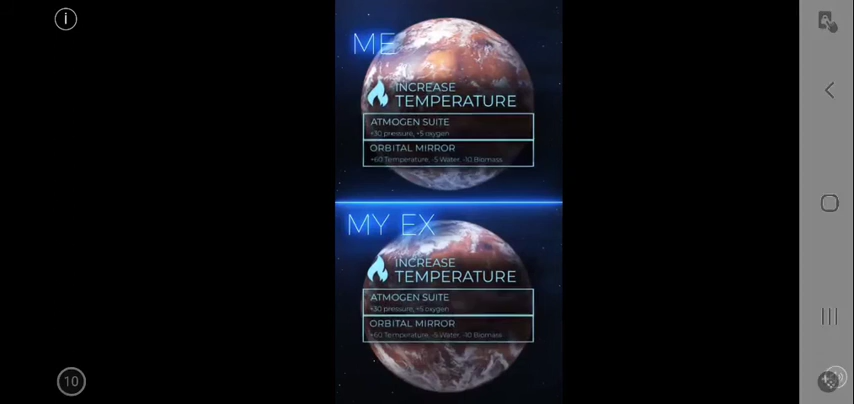 ME
INCREASE
TEMPERATURE
ATMOGEN SUITE
+30 pressure, +5 oxygen
ORBITAL MIRROR
+60 Temperature, -5 Water, -10 Biomass
MY EX
INCREASE
TEMPERATURE
ATMOGEN SUITE
+30 pressure, +5 oxygen
ORBITAL MIRROR
+60 Temperature, -5 Water, -10 Biomass
10